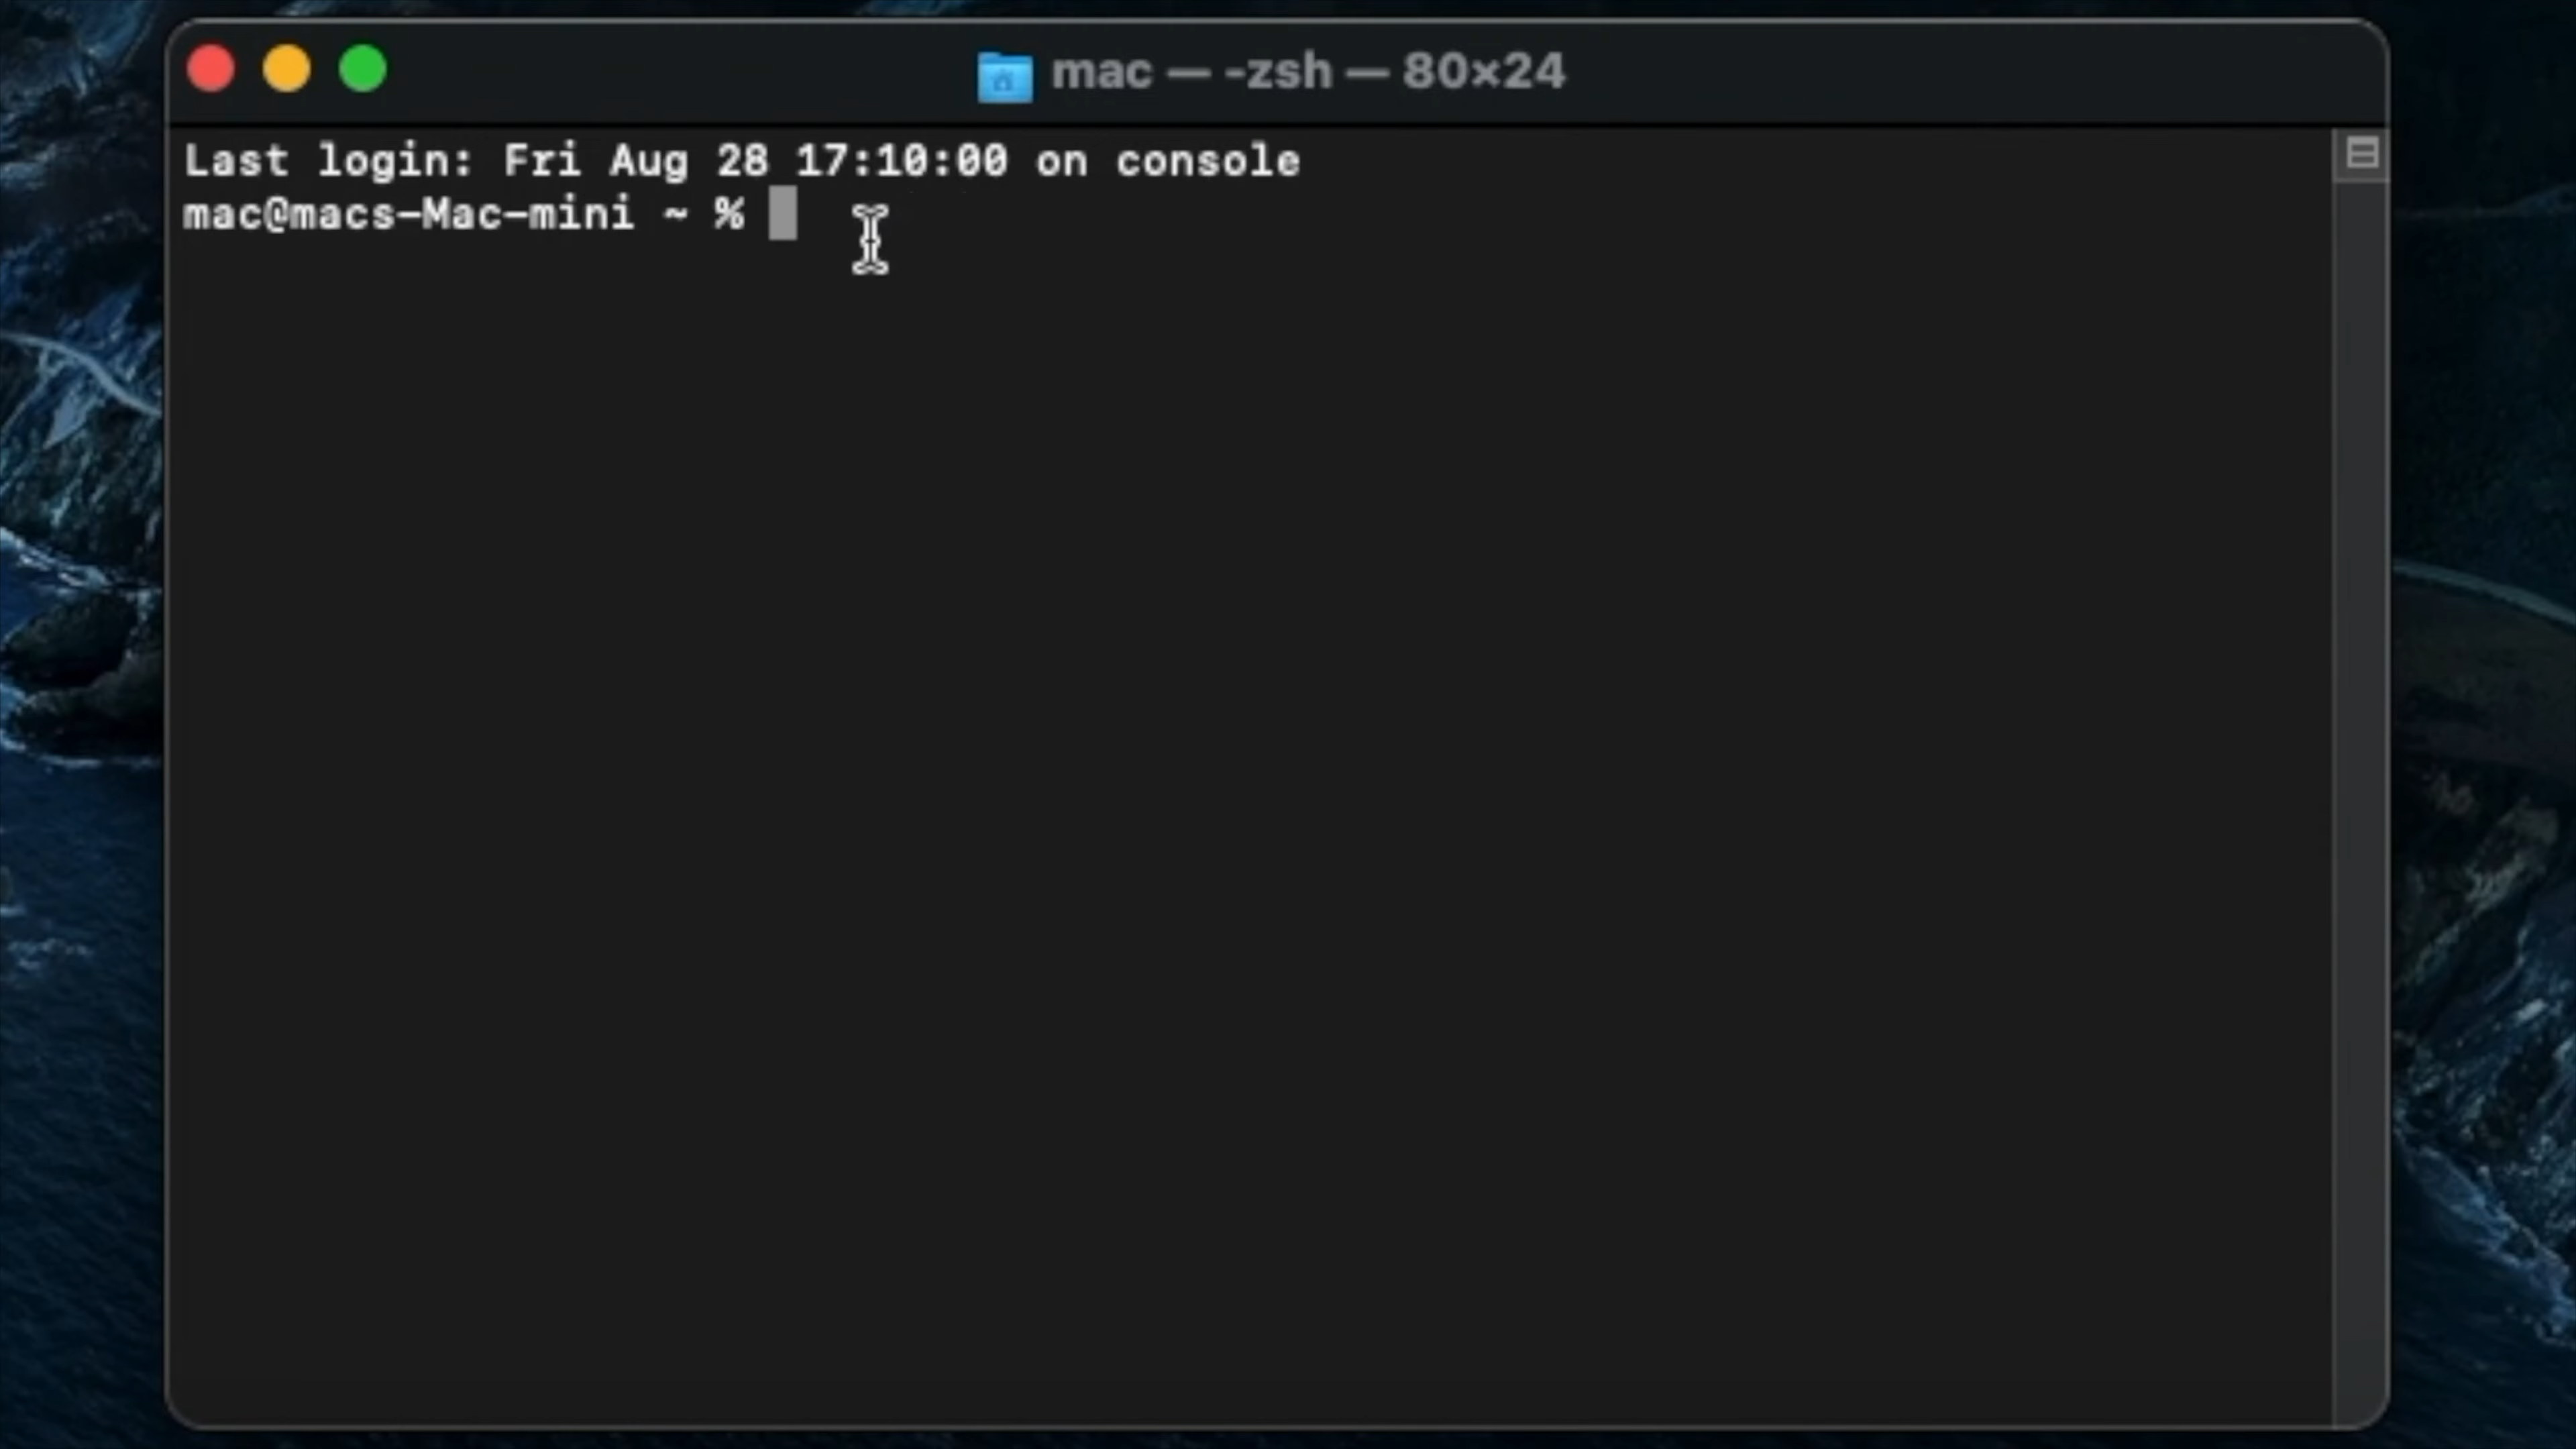 mac — -zsh — 80×24
Last login: Fri Aug 28 17:10:00 on console
mac@macs-Mac-mini ~ %